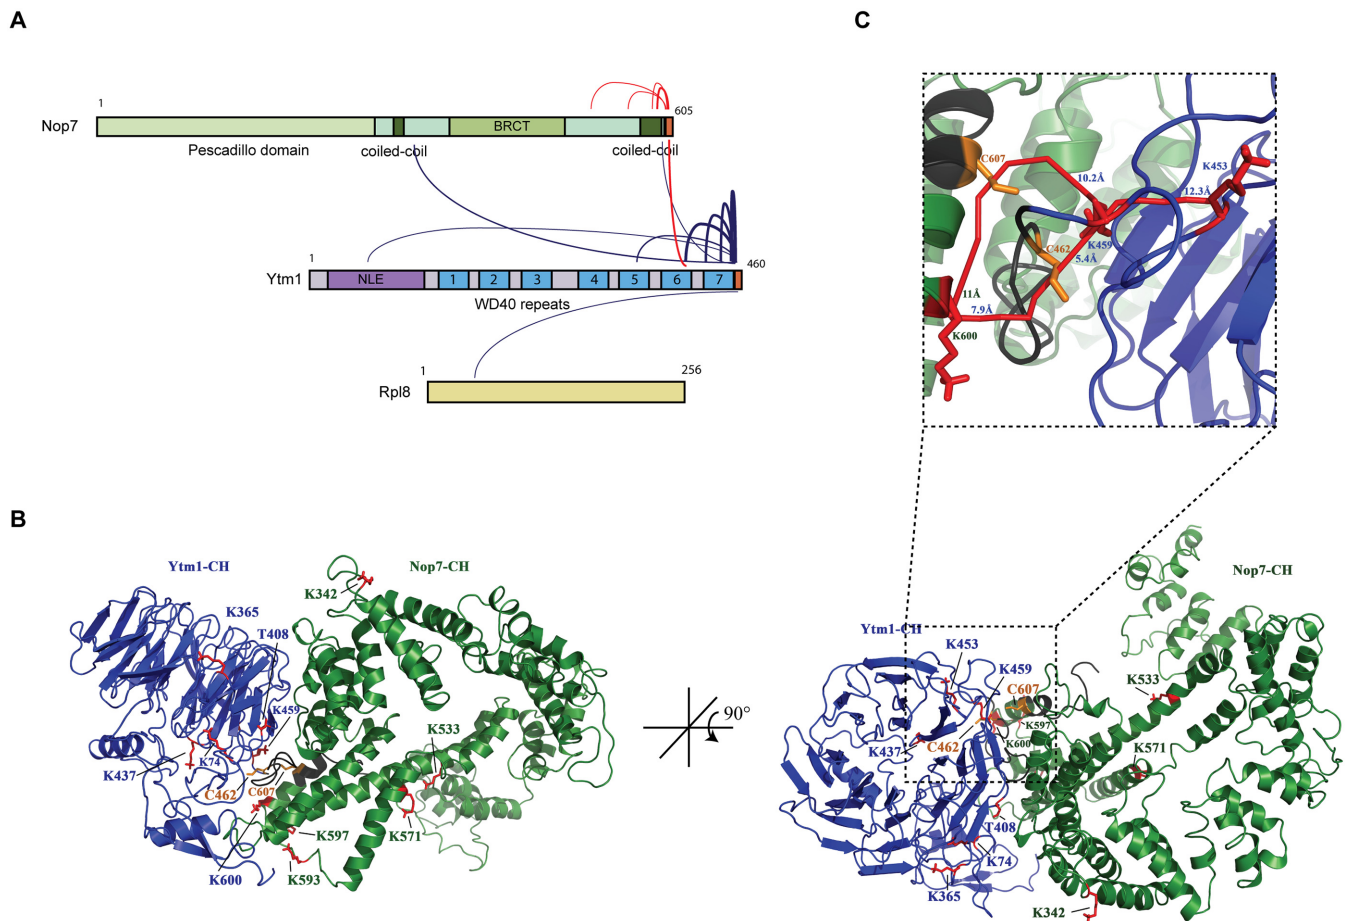 A
C
1
605
Nop7
BRCT
Pescadillo domain
coiled-coil
coiled-coil
1
460
Ytm1
NLE
1
2
3
4
5
6
7
WD40 repeats
1
256
Rpl8
C607
K453
10.2Å
12.3Å
C462
K459
5.4Å
11Å
7.9Å
K600
B
Ytm1-CH
Nop7-CH
K342
K365
T408
K459
K533
K437
K74
C462
C607
K571
K597
K600
K593
90°
Nop7-CH
Ytm1-CH
K453
K459
C607
K533
K597
K437
C462
K600
K571
T408
K74
K365
K342